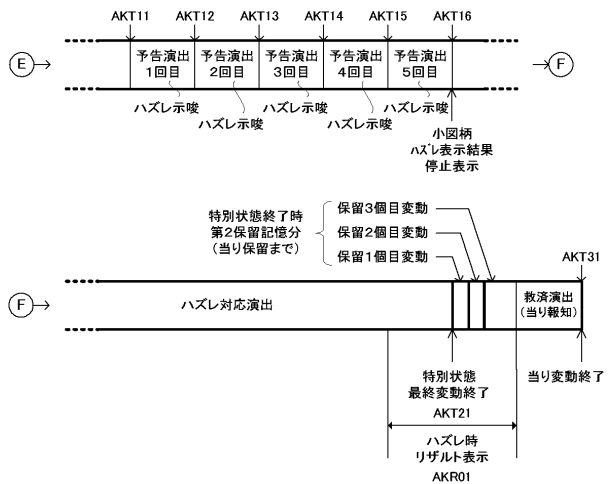 AKT11 AKT12 AKT13 AKT14 AKT15 AKT16
E 予告演出 予告演出 予告演出 予告演出 予告演出 F
1回目 2回目 3回目 4回目 5回目
ハズレ示唆 ハズレ示唆 ハズレ示唆
ハズレ示唆 ハズレ示唆
小図柄
ハズレ表示結果
停止表示
特別状態終了時
第2保留記憶分
(当り保留まで)
保留3個目変動
保留2個目変動
保留1個目変動
AKT31
F ハズレ対応演出 救済演出
(当り報知)
特別状態
最終変動終了
AKT21
当り変動終了
ハズレ時
リザルト表示
AKR01